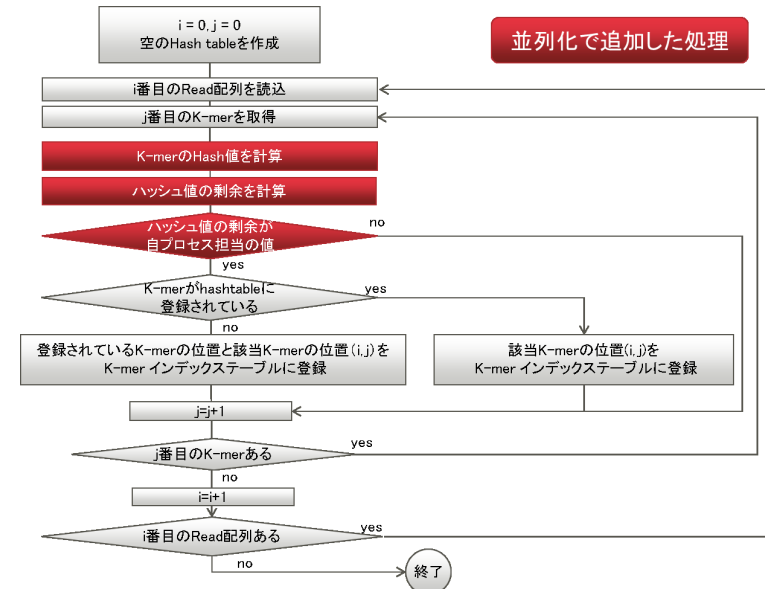 i = 0, j = 0
空のHash tableを作成
並列化で追加した処理
i番目のRead配列を読込
j番目のK-merを取得
K-merのHash値を計算
ハッシュ値の剰余を計算
ハッシュ値の剰余が
自プロセス担当の値
no
yes
K-merがhashtableに
登録されている
yes
no
登録されているK-merの位置と該当K-merの位置(i,j)を
K-mer インデックステーブルに登録
該当K-merの位置(i,j)を
K-mer インデックステーブルに登録
j=j+1
j番目のK-merある
yes
no
i=i+1
i番目のRead配列ある
yes
no
終了